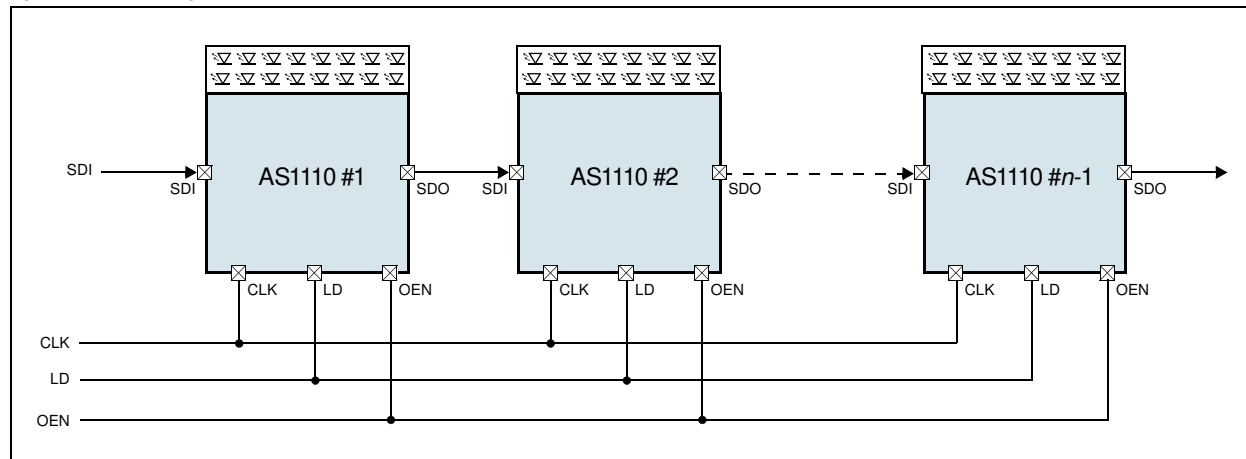 SDI
SDI
AS1110 #1
SDO
SDI
AS1110 #2
SDO
SDI
AS1110 #n-1
SDO
CLK
LD
OEN
CLK
LD
OEN
CLK
LD
OEN
CLK
LD
OEN